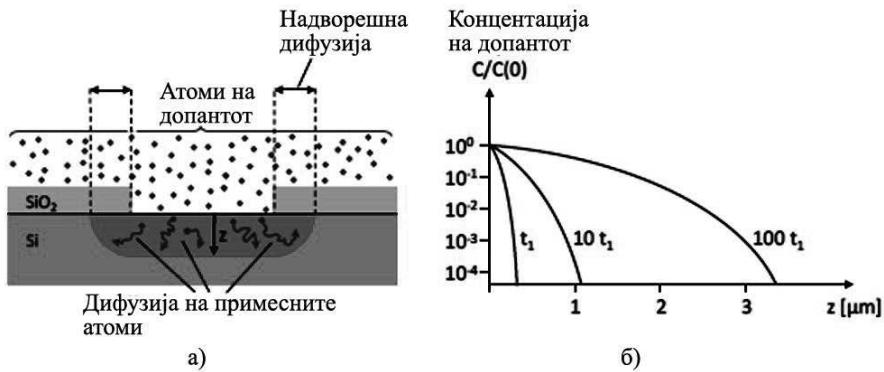 Надворешна
дифузија
Атоми на
допантот
SiO₂
Si
z
Дифузија на примесните
атоми
а)
Концентација
на допантот
C/C(0)
10⁰
10⁻¹
10⁻²
10⁻³
10⁻⁴
t₁
10 t₁
100 t₁
1
2
3
z [µm]
б)